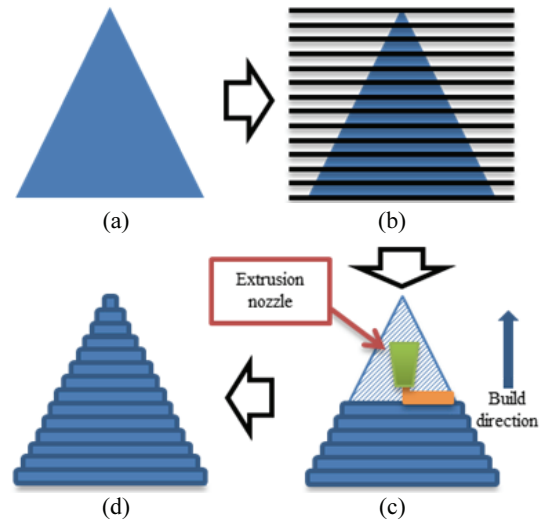 (a)
(b)
Extrusion
nozzle
Build
direction
(d)
(c)